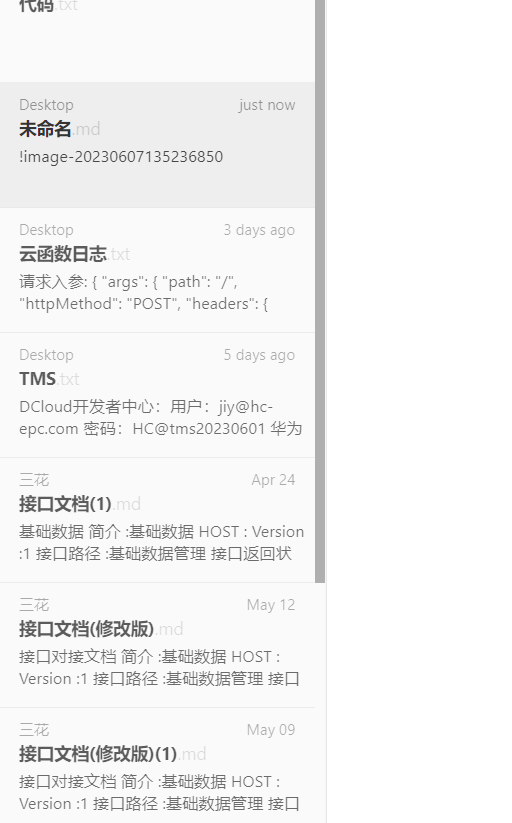 代码.txt
Desktop just now
未命名.md
!image-20230607135236850
Desktop 3 days ago
云函数日志.txt
请求入参: { "args": { "path": "/",
"httpMethod": "POST", "headers": {
Desktop 5 days ago
TMS.txt
DCloud开发者中心：用户：jiy@hc-
epc.com 密码：HC@tms20230601 华为
三花 Apr 24
接口文档(1).md
基础数据 简介 :基础数据 HOST : Version
:1 接口路径 :基础数据管理 接口返回状
三花 May 12
接口文档(修改版).md
接口对接文档 简介 :基础数据 HOST :
Version :1 接口路径 :基础数据管理 接口
三花 May 09
接口文档(修改版)(1).md
接口对接文档 简介 :基础数据 HOST :
Version :1 接口路径 :基础数据管理 接口